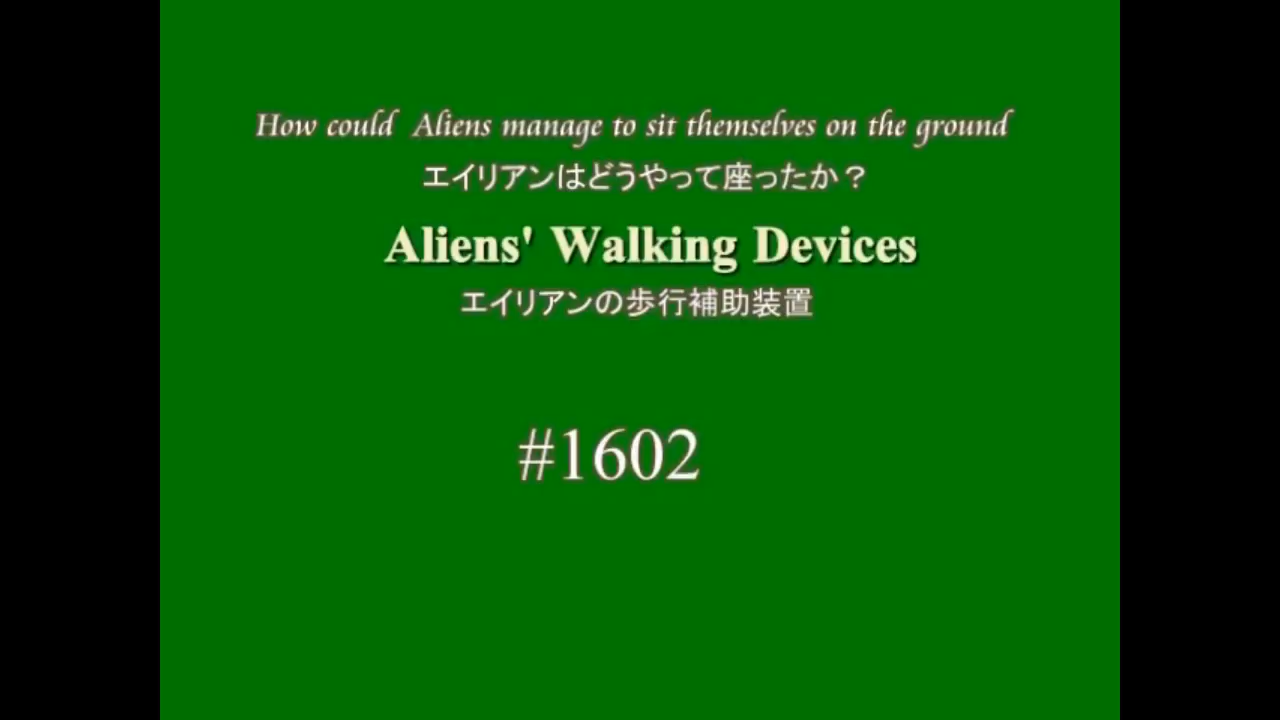 How could Aliens manage to sit themselves on the ground
エイリアンはどうやって座ったか？
Aliens' Walking Devices
エイリアンの歩行補助装置
#1602